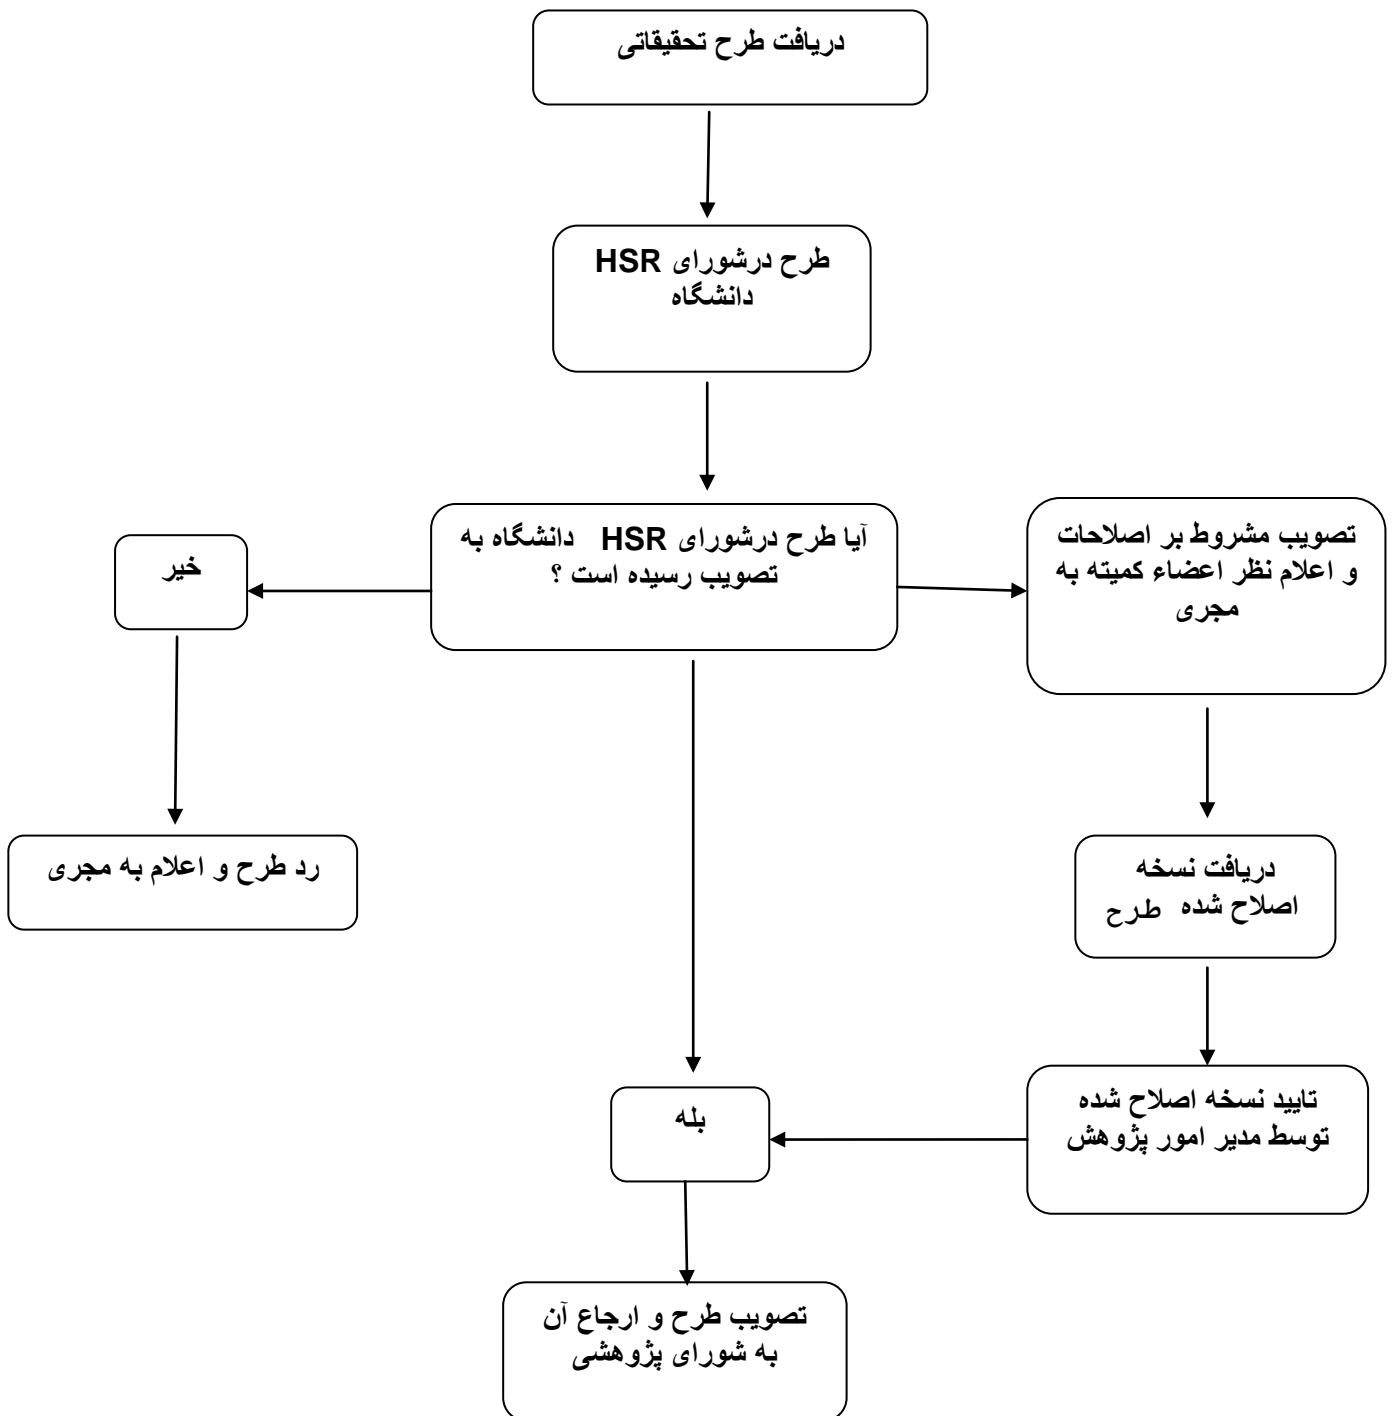 دریافت طرح تحقیقاتی
طرح درشورای HSR
دانشگاه
آیا طرح درشورای HSR دانشگاه به
تصویب رسیده است ؟
تصویب مشروط بر اصلاحات
و اعلام نظر اعضاء کمیته به
مجری
خیر
رد طرح و اعلام به مجری
دریافت نسخه
اصلاح شده طرح
تایید نسخه اصلاح شده
توسط مدیر امور پژوهش
بله
تصویب طرح و ارجاع آن
به شورای پژوهشی